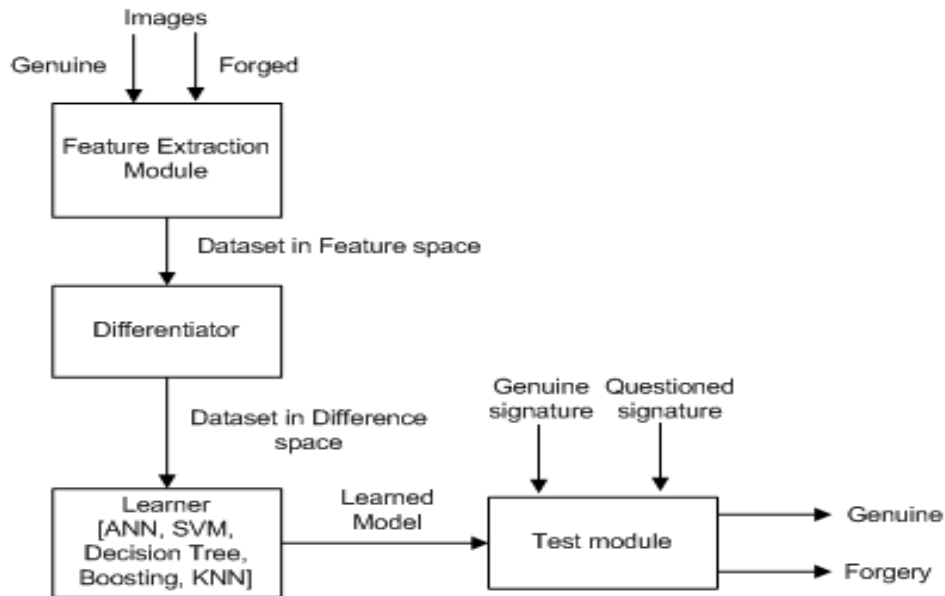 Images
Genuine
Forged
Feature Extraction
Module
Dataset in Feature space
Differentiator
Dataset in Difference
space
Learner
[ANN, SVM,
Decision Tree,
Boosting, KNN]
Learned
Model
Genuine
signature
Questioned
signature
Test module
Genuine
Forgery